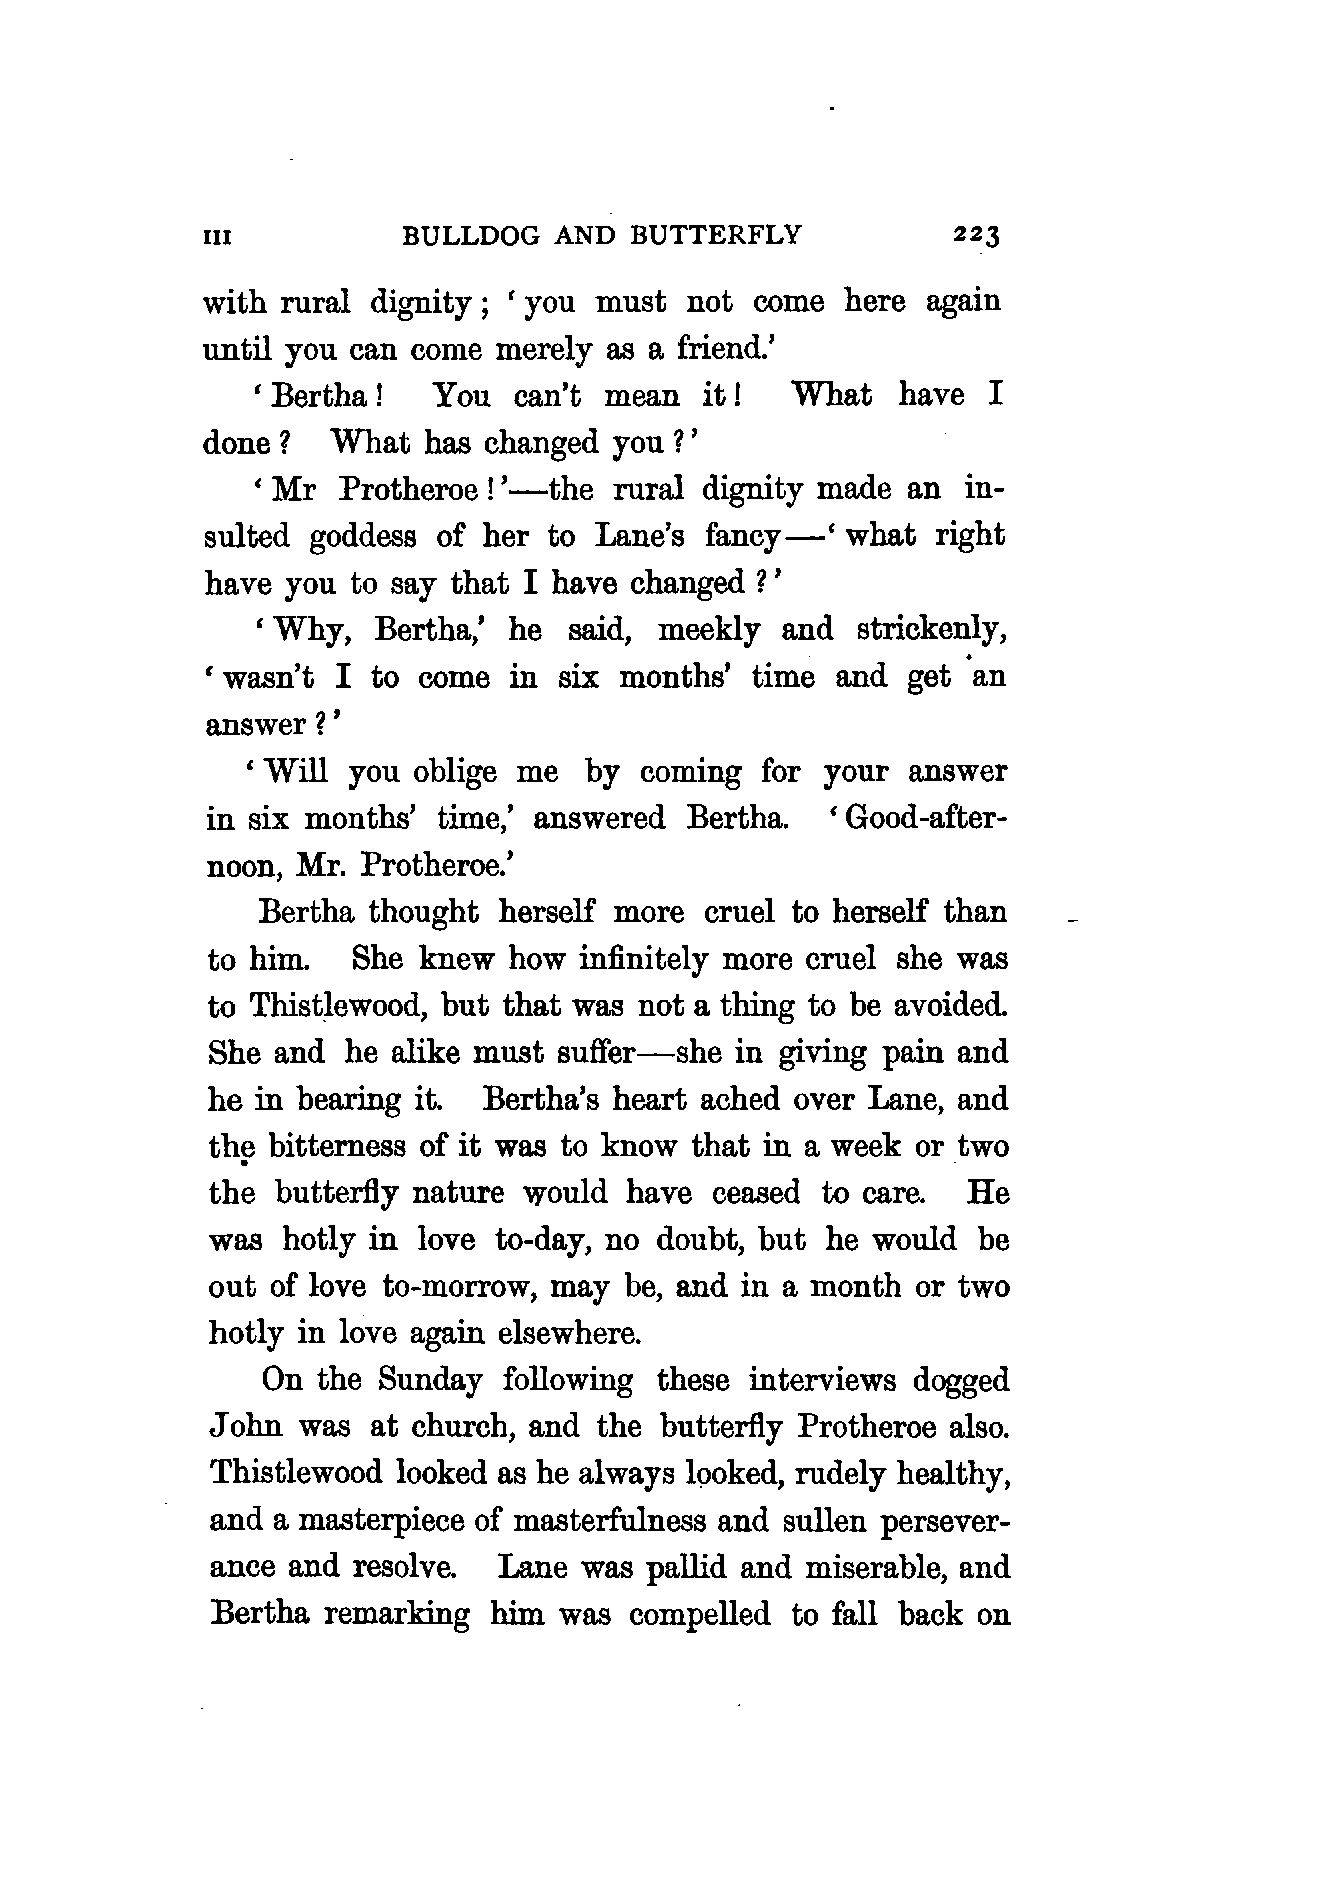 III BULLDOG AND BUTTERFLY 223
with rural dignity; 'you must not come here again
until you can come merely as a friend.'
'Bertha! You can't mean it! What have I
done? What has changed you?'
'Mr Protheroe!'—the rural dignity made an in-
sulted goddess of her to Lane's fancy—'what right
have you to say that I have changed?'
'Why, Bertha,' he said, meekly and strickenly,
'wasn't I to come in six months' time and get an
answer?'
'Will you oblige me by coming for your answer
in six months' time,' answered Bertha. 'Good-after-
noon, Mr. Protheroe.'
Bertha thought herself more cruel to herself than
to him. She knew how infinitely more cruel she was
to Thistlewood, but that was not a thing to be avoided.
She and he alike must suffer—she in giving pain and
he in bearing it. Bertha's heart ached over Lane, and
the bitterness of it was to know that in a week or two
the butterfly nature would have ceased to care. He
was hotly in love to-day, no doubt, but he would be
out of love to-morrow, may be, and in a month or two
hotly in love again elsewhere.
On the Sunday following these interviews dogged
John was at church, and the butterfly Protheroe also.
Thistlewood looked as he always looked, rudely healthy,
and a masterpiece of masterfulness and sullen persever-
ance and resolve. Lane was pallid and miserable, and
Bertha remarking him was compelled to fall back on